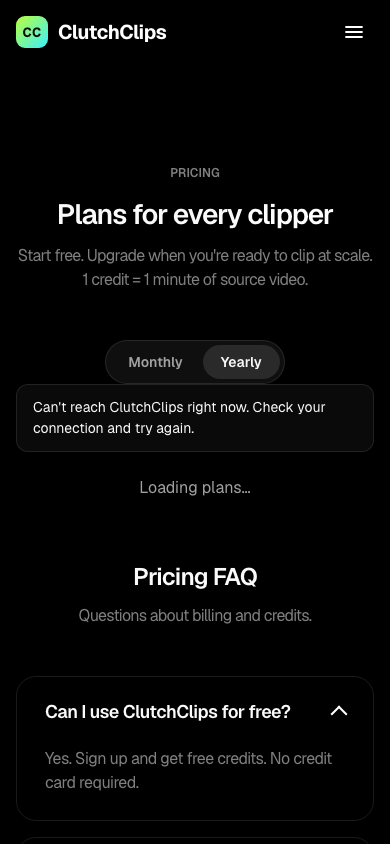 CC ClutchClips
PRICING
Plans for every clipper
Start free. Upgrade when you're ready to clip at scale.
1 credit = 1 minute of source video.
Monthly Yearly
Can't reach ClutchClips right now. Check your
connection and try again.
Loading plans...
Pricing FAQ
Questions about billing and credits.
Can I use ClutchClips for free?
Yes. Sign up and get free credits. No credit
card required.